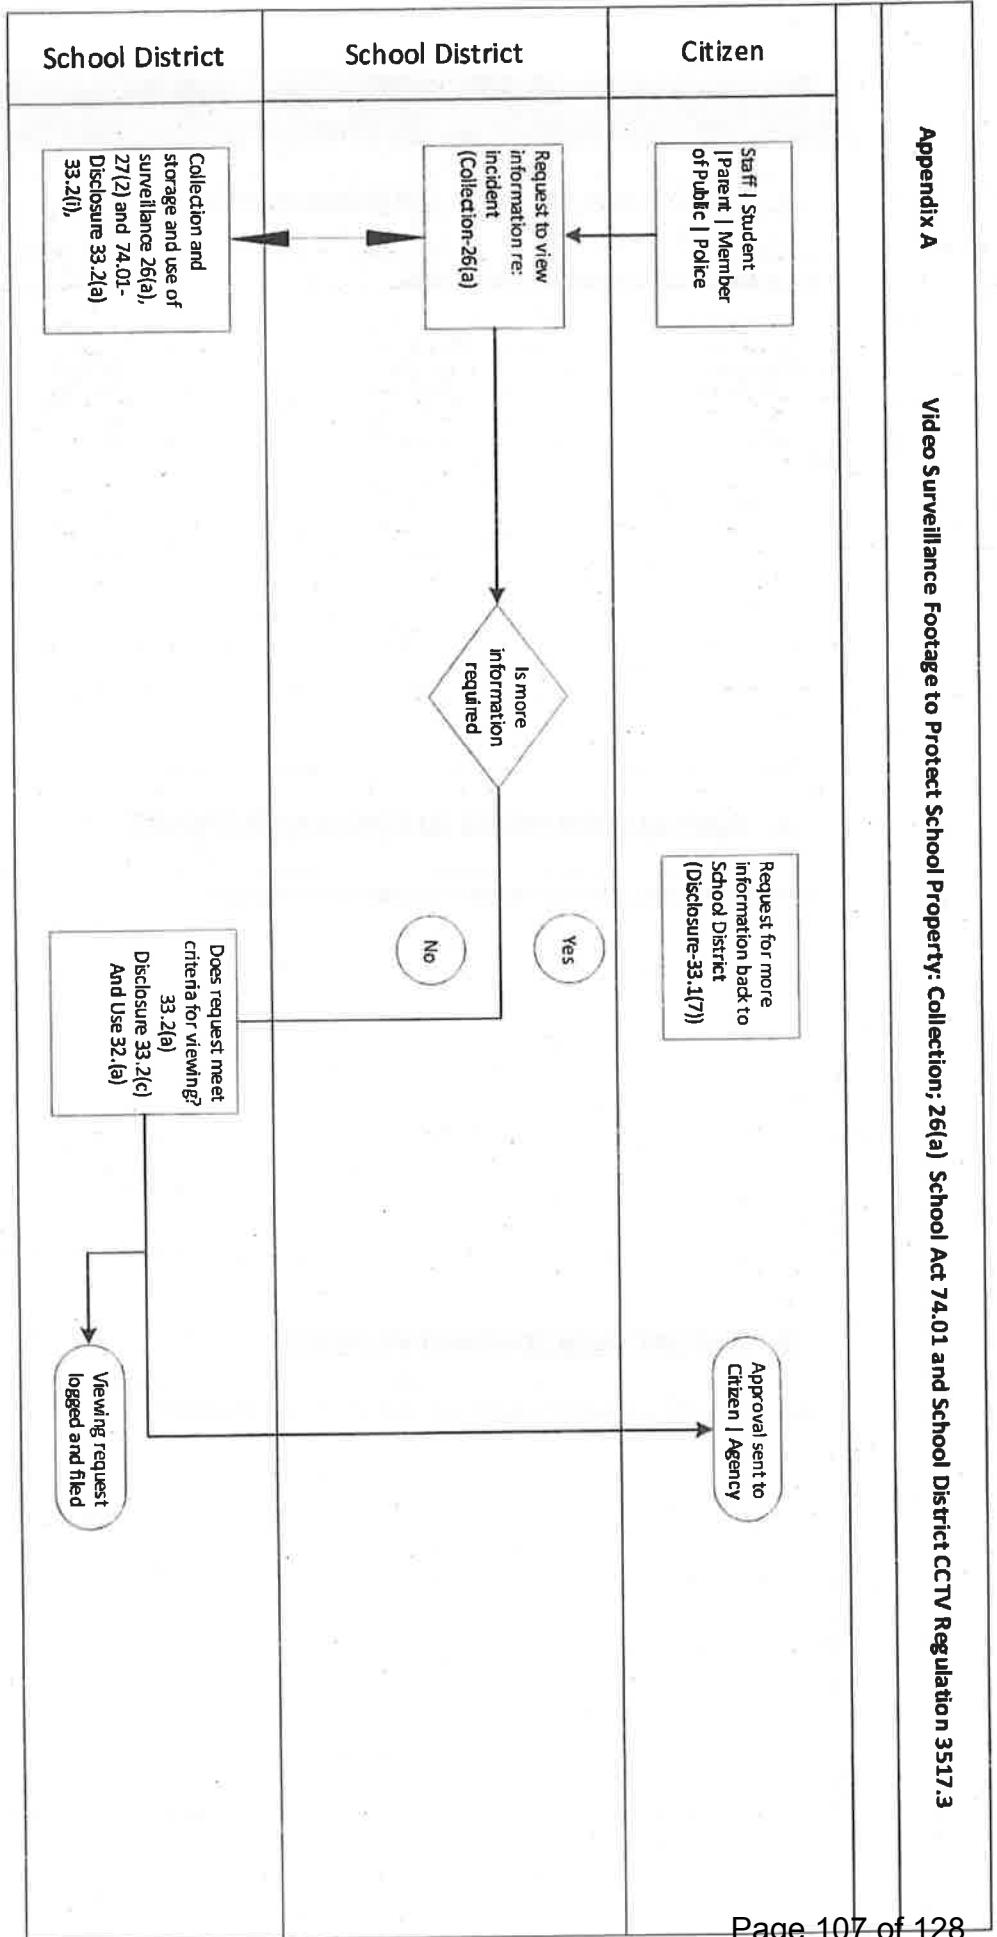 Appendix A
Video Surveillance Footage to Protect School Property: Collection; 26(a) School Act 74.01 and School District CCTV Regulation 3517.3
Citizen
Staff | Student
| Parent | Member
of Public | Police
Request for more
information back to
School District
(Disclosure-33.1(7))
Approval sent to
Citizen | Agency
School District
Request to view
information re:
incident
(Collection-26(a)
Is more
information
required
Yes
No
School District
Collection and
storage and use of
surveillance 26(a),
27(2) and 74.01-
Disclosure 33.2(a)
33.2(i),
Does request meet
criteria for viewing?
33.2(a)
Disclosure 33.2(c)
And Use 32.(a)
Viewing request
logged and filed
Page 107 of 128